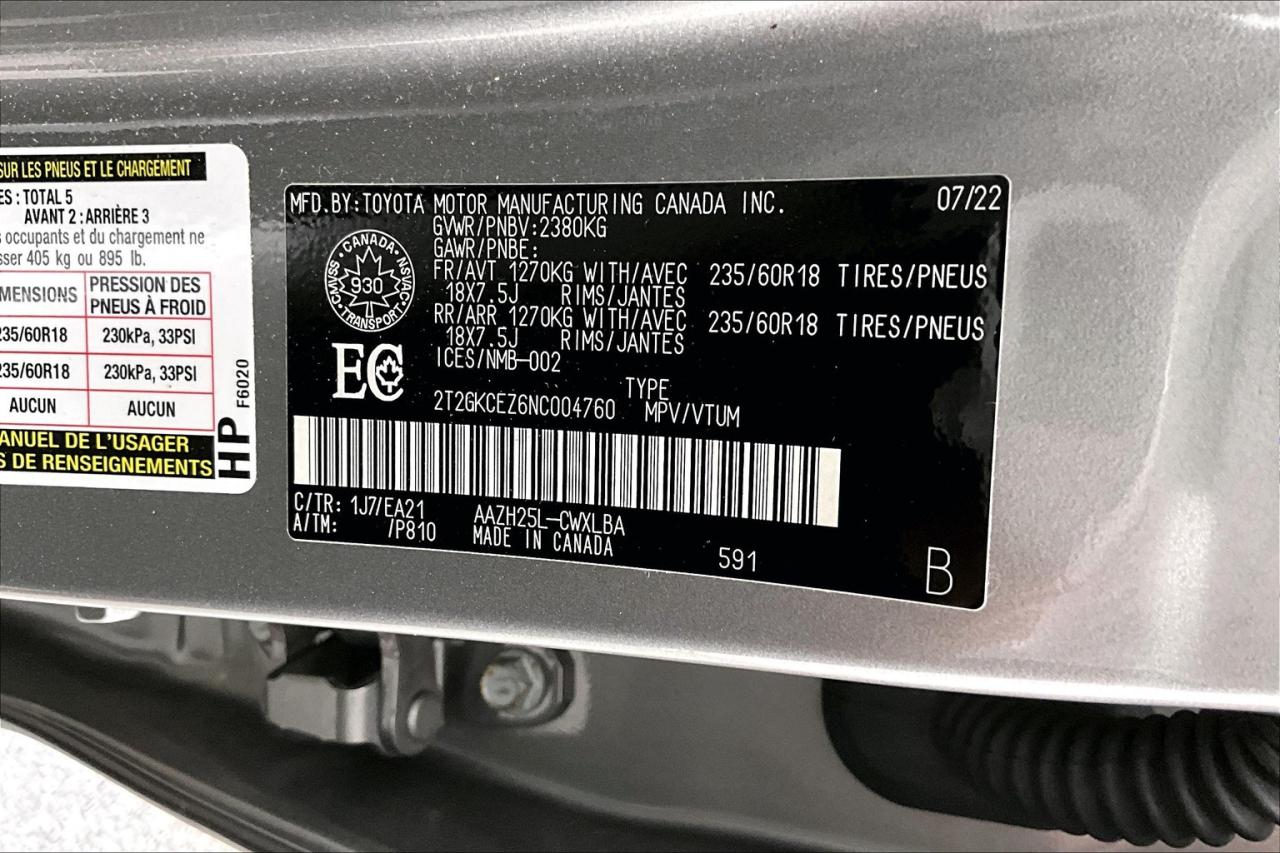 SUR LES PNEUS ET LE CHARGEMENT
ES : TOTAL 5
AVANT 2 : ARRIÈRE 3
s occupants et du chargement ne
sser 405 kg ou 895 lb.
MENSIONS
PRESSION DES
PNEUS À FROID
235/60R18
230kPa, 33PSI
235/60R18
230kPa, 33PSI
AUCUN
AUCUN
MANUEL DE L'USAGER
S DE RENSEIGNEMENTS
HP
F6020
MFD.BY:TOYOTA MOTOR MANUFACTURING CANADA INC. 07/22
GVWR/PNBV:2380KG
GAWR/PNBE:
FR/AVT 1270KG WITH/AVEC 235/60R18 TIRES/PNEUS
18X7.5J RIMS/JANTES
RR/ARR 1270KG WITH/AVEC 235/60R18 TIRES/PNEUS
18X7.5J RIMS/JANTES
ICES/NMB-002
CANADA
CMVSS
NSVAC
930
TRANSPORT
EC
TYPE
2T2GKCEZ6NC004760 MPV/VTUM
C/TR: 1J7/EA21 AAZH25L-CWXLBA
A/TM: /P810 MADE IN CANADA
591
B